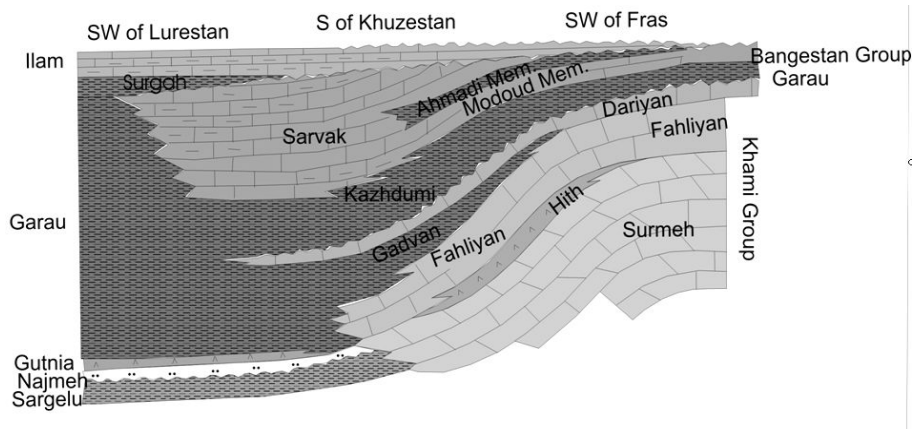 SW of Lurestan
S of Khuzestan
SW of Fras
Ilam
Bangestan Group
Garau
Surgah
Ahmadi Mem.
Modoud Mem.
Dariyan
Fahliyan
Sarvak
Kazhdumi
Hith
Khami Group
Garau
Gadvan
Fahliyan
Surmeh
Gutnia
Najmeh
Sargelu